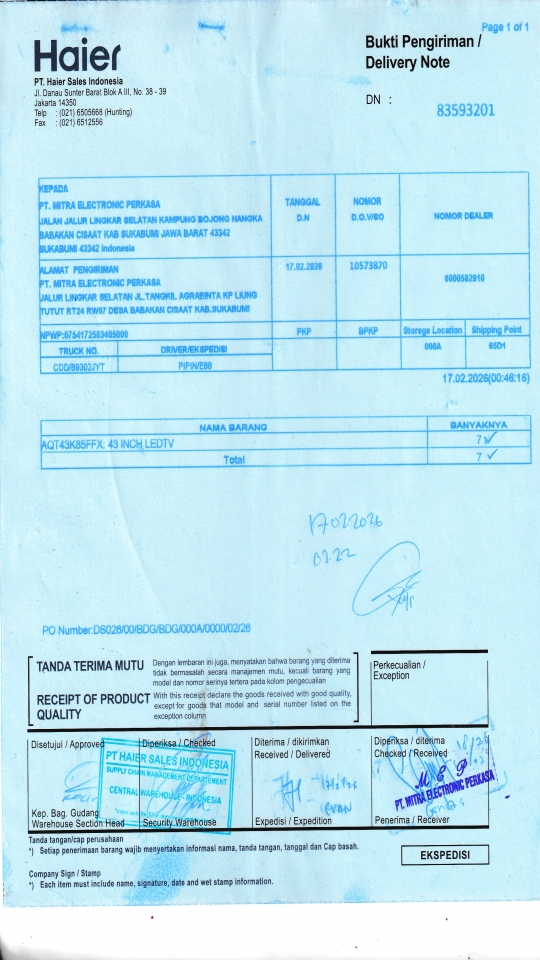 Page 1 of 1
Haier
PT. Haier Sales Indonesia
Jl. Danau Sunter Barat Blok A III, No. 38 - 39
Jakarta 14350
Telp : (021) 6505668 (Hunting)
Fax : (021) 6512556
Bukti Pengiriman /
Delivery Note
DN :
83593201
KEPADA
PT. MITRA ELECTRONIC PERKASA
JALAN JALUR LINGKAR SELATAN KAMPUNG BOJONG NANGKA
BABAKAN CISAAT KAB SUKABUMI JAWA BARAT 43342
SUKABUMI 43342 Indonesia
TANGGAL
D.N
NOMOR
D.O.V/BO
NOMOR DEALER
ALAMAT PENGIRIMAN
PT. MITRA ELECTRONIC PERKASA
JALUR LINGKAR SELATAN JL.TANGKIL AGRABINTA KP LIUNG
TUTUT RT24 RW07 DESA BABAKAN CISAAT KAB.SUKABUMI
17.02.2026
10573870
NPWP:
PKP
BPKP
Storege Location
Shipping Point
000A
65D1
TRUCK NO.
DRIVER/EKSPEDISI
PIPIN/E66
17.02.2026(00:46:16)
NAMA BARANG
BANYAKNYA
AQT43K85FFX: 43 INCH LEDTV
7
Total
7
17022026
02.22
PO Number:DS026/00/BDG/BDG/000A/0000/02/26
TANDA TERIMA MUTU
Dengan lembaran ini juga, menyatakan bahwa barang yang diterima
tidak bermasalah secara manajemen mutu, kecuali barang yang
model dan nomor serinya tertera pada kolom pengecualian
RECEIPT OF PRODUCT
QUALITY
With this receipt declare the goods received with good quality,
except for goods that model and serial number listed on the
exception column
Perkecualian /
Exception
Disetujui / Approved
Diperiksa / Checked
Diterima / dikirimkan
Received / Delivered
Diperiksa / diterima
Checked / Received
PT HAIER SALES INDONESIA
SUPPLY CHAIN MANAGEMENT DEPARTEMENT
CENTRAL WAREHOUSE - INDONESIA
M E P
PT. MITRA ELECTRONIC PERKASA
Kep. Bag. Gudang
Warehouse Section Head
Security Warehouse
Expedisi / Expedition
Penerima / Receiver
Tanda tangan/cap perusahaan
*) Setiap penerimaan barang wajib menyertakan informasi nama, tanda tangan, tanggal dan Cap basah.
EKSPEDISI
Company Sign / Stamp
*) Each item must include name, signature, date and wet stamp information.